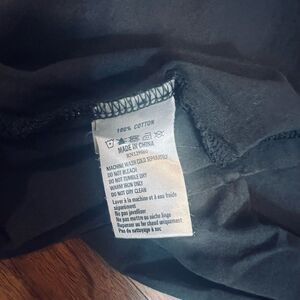 100% COTTON
MADE IN CHINA
MACHINE WASH COLD SEPARATELY
DO NOT BLEACH
DO NOT TUMBLE DRY
WARM IRON ONLY
DO NOT DRY CLEAN
Laver à la machine et à eau froide
séparément
Ne pas javelliser
Ne pas mettre au sèche linge
Repasser au fer chaud uniquement
Pas de nettoyage à sec